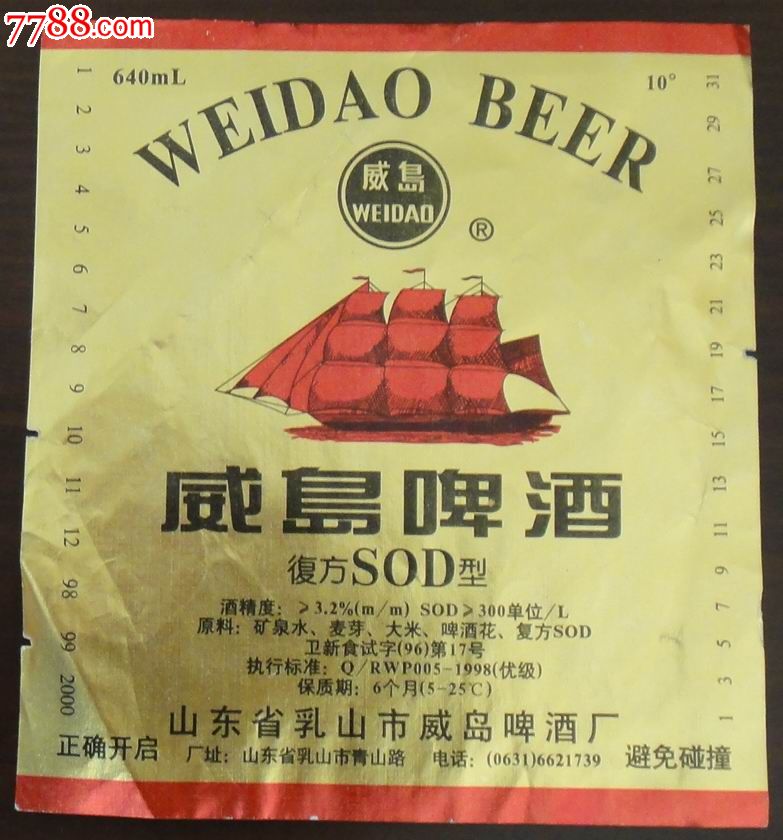 7788.com
640mL
10°
WEIDAO BEER
威島
WEIDAO
®
威島啤酒
復方SOD型
酒精度：≥3.2%(m/m) SOD≥300单位/L
原料：矿泉水、麦芽、大米、啤酒花、复方SOD
卫新食试字(96)第17号
执行标准：Q/RWP005-1998(优级)
保质期：6个月(5-25℃)
山东省乳山市威岛啤酒厂
正确开启 厂址：山东省乳山市青山路 电话：(0631)6621739 避免碰撞
1 2 3 4 5 6 7 8 9 10 11 12 98 99 2000
31 29 27 25 23 21 19 17 15 13 11 9 7 5 3 1